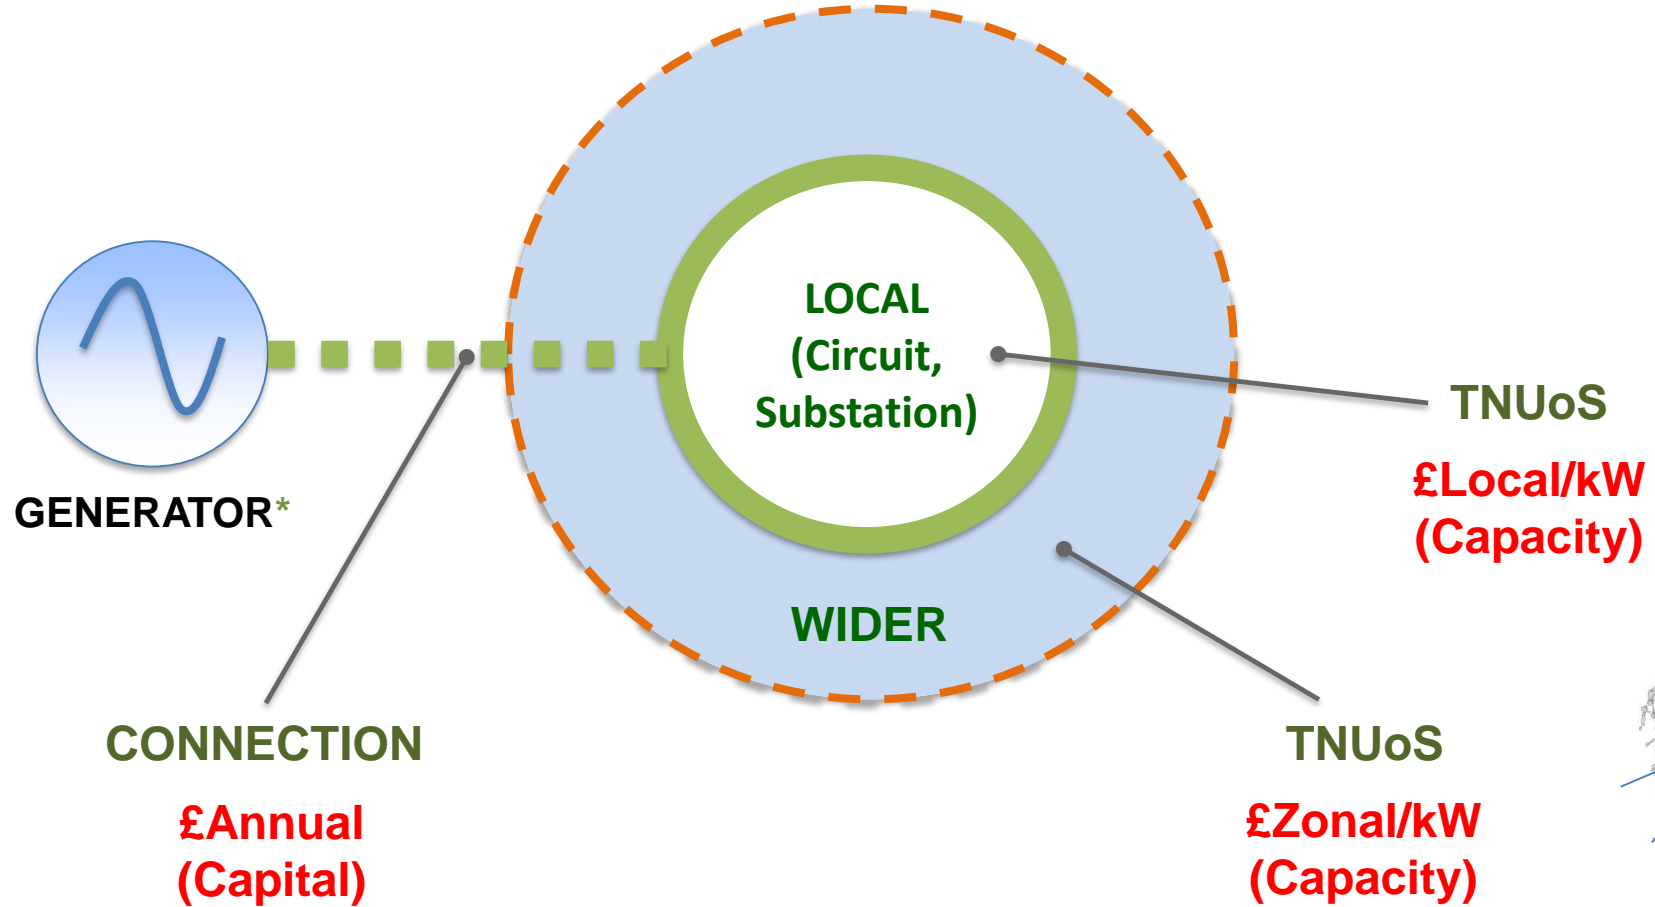 LOCAL
(Circuit,
Substation)
TNUoS
£Local/kW
(Capacity)
GENERATOR*
WIDER
CONNECTION
£Annual
(Capital)
TNUoS
£Zonal/kW
(Capacity)